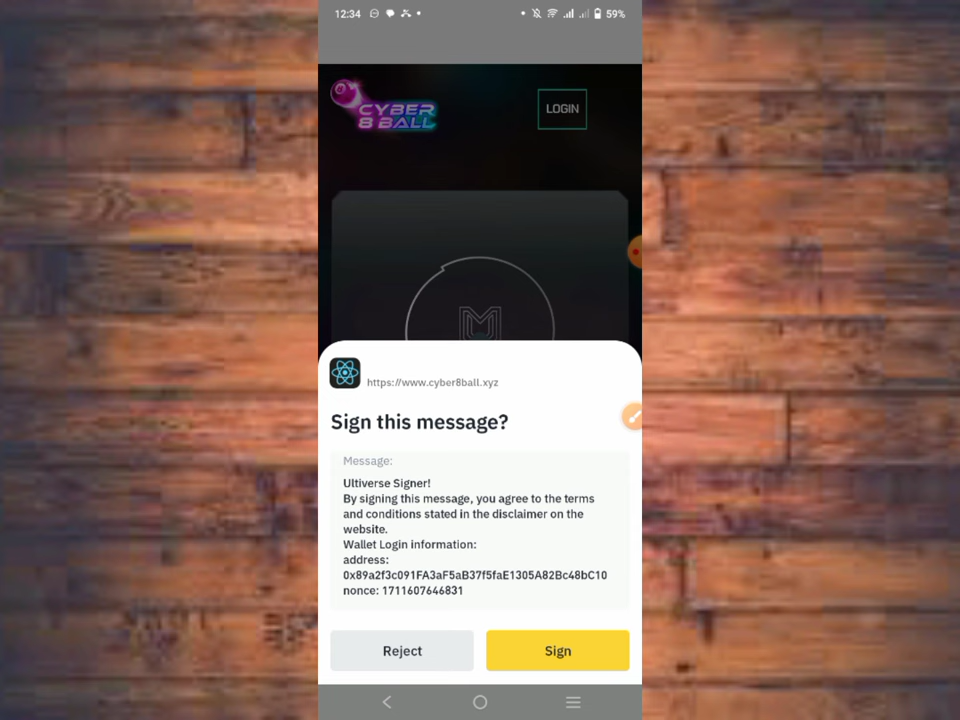 12:34
59%
CYBER
8 BALL
LOGIN
https://www.cyber8ball.xyz
Sign this message?
Message:
Ultiverse Signer!
By signing this message, you agree to the terms
and conditions stated in the disclaimer on the
website.
Wallet Login information:
address:
0x89a2f3c091FA3aF5aB37f5faE1305A82Bc48bC10
nonce: 1711607646831
Reject
Sign